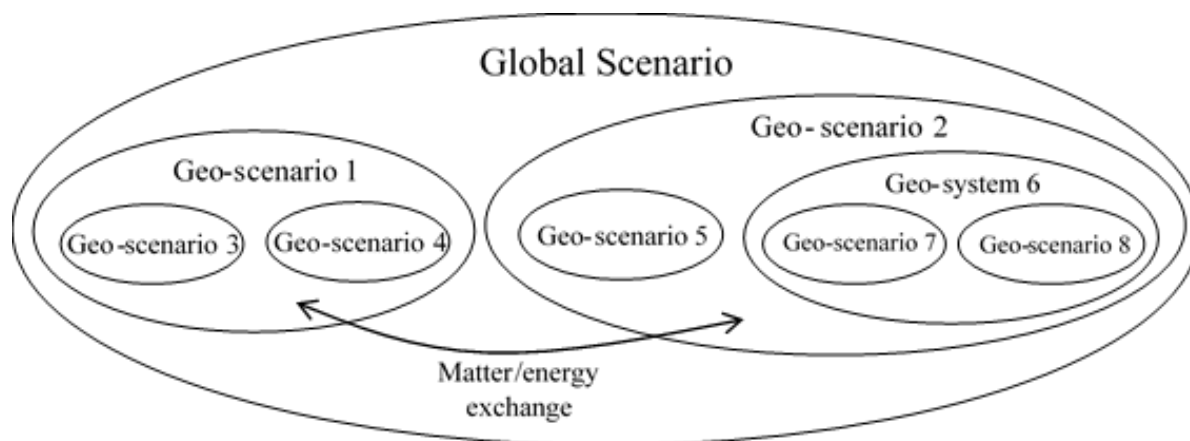 Global Scenario
Geo- scenario 2
Geo-scenario 1
Geo-system 6
Geo-scenario 3
Geo-scenario 4
Geo-scenario 5
Geo-scenario 7
Geo-scenario 8
Matter/energy
exchange